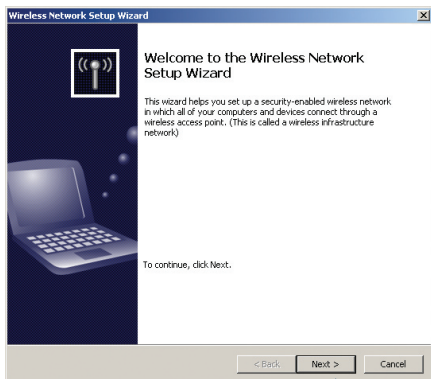 Wireless Network Setup Wizard
Welcome to the Wireless Network
Setup Wizard
This wizard helps you set up a security-enabled wireless network
in which all of your computers and devices connect through a
wireless access point. (This is called a wireless infrastructure
network)
To continue, click Next.
< Back Next > Cancel